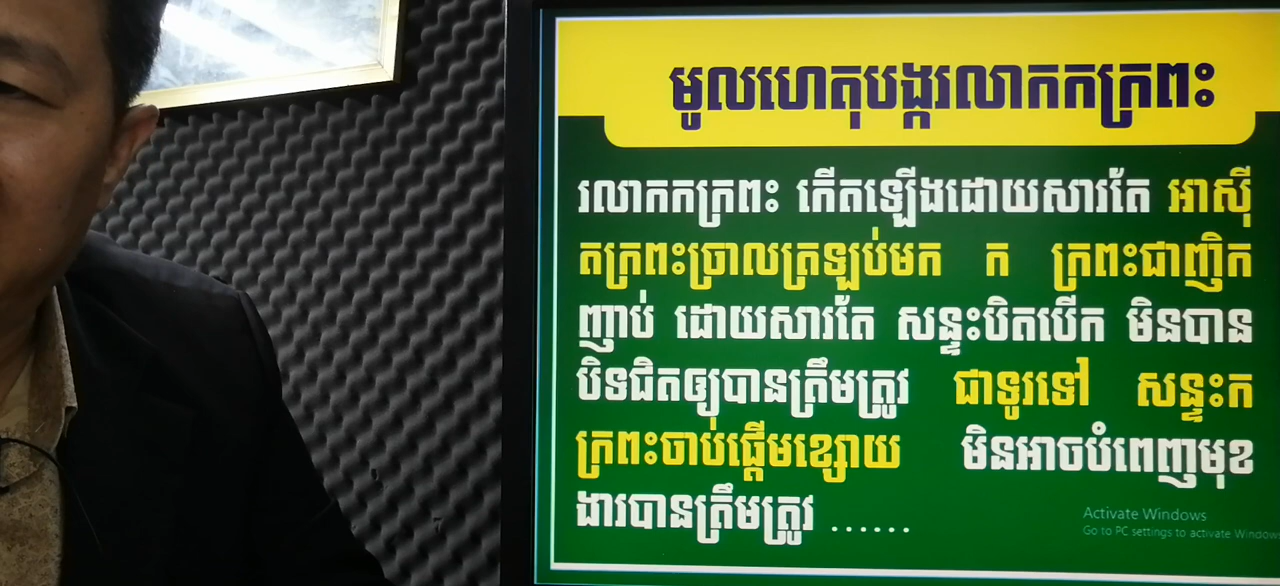 មូលហេតុបង្ករលាកកក្រពះ
រលាកកក្រពះ កើតឡើងដោយសារតែ អាស៊ី
តក្រពះច្រាលត្រឡប់មក ក ក្រពះជាញឹក
ញាប់ ដោយសារតែ សន្ទះបិតបើក មិនបាន
បិទជិតឲ្យបានត្រឹមត្រូវ ជាទូរទៅ សន្ទះក
ក្រពះចាប់ផ្តើមខ្សោយ មិនអាចបំពេញមុខ
ងារបានត្រឹមត្រូវ ......
Activate Windows
Go to PC settings to activate Windows